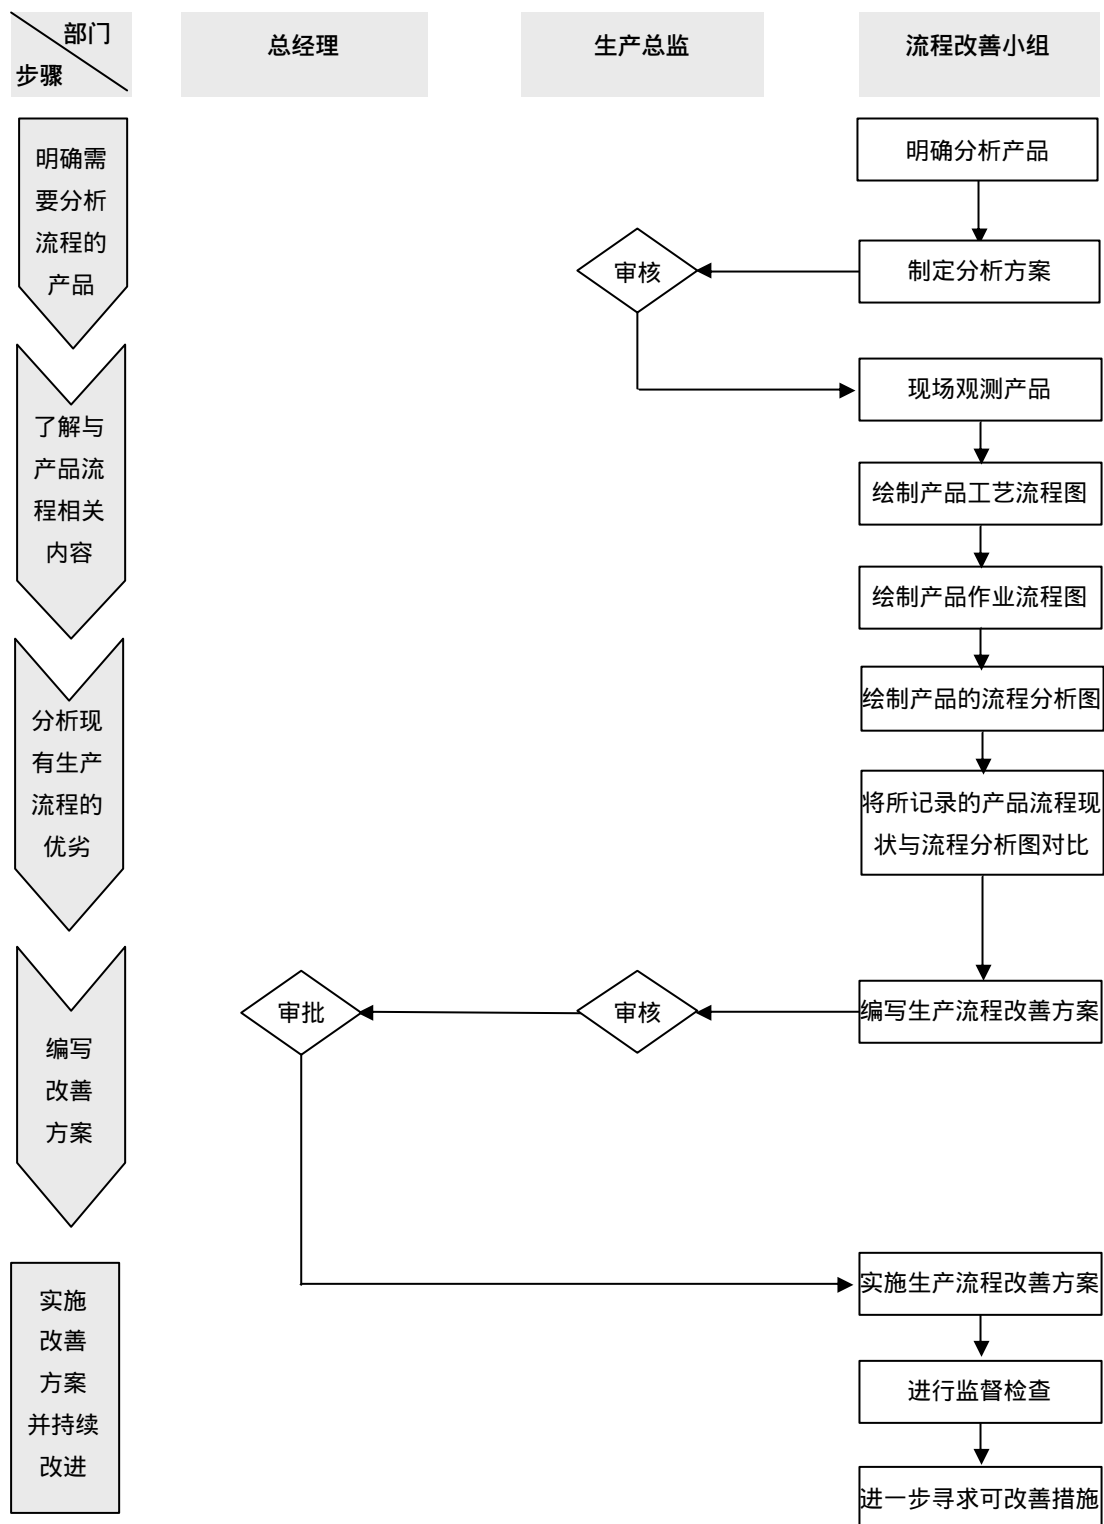 部门
步骤
总经理
生产总监
流程改善小组
明确需
要分析
流程的
产品
明确分析产品
审核
制定分析方案
现场观测产品
了解与
产品流
程相关
内容
绘制产品工艺流程图
绘制产品作业流程图
分析现
有生产
流程的
优劣
绘制产品的流程分析图
将所记录的产品流程现
状与流程分析图对比
编写
改善
方案
审批
审核
编写生产流程改善方案
实施
改善
方案
并持续
改进
实施生产流程改善方案
进行监督检查
进一步寻求可改善措施